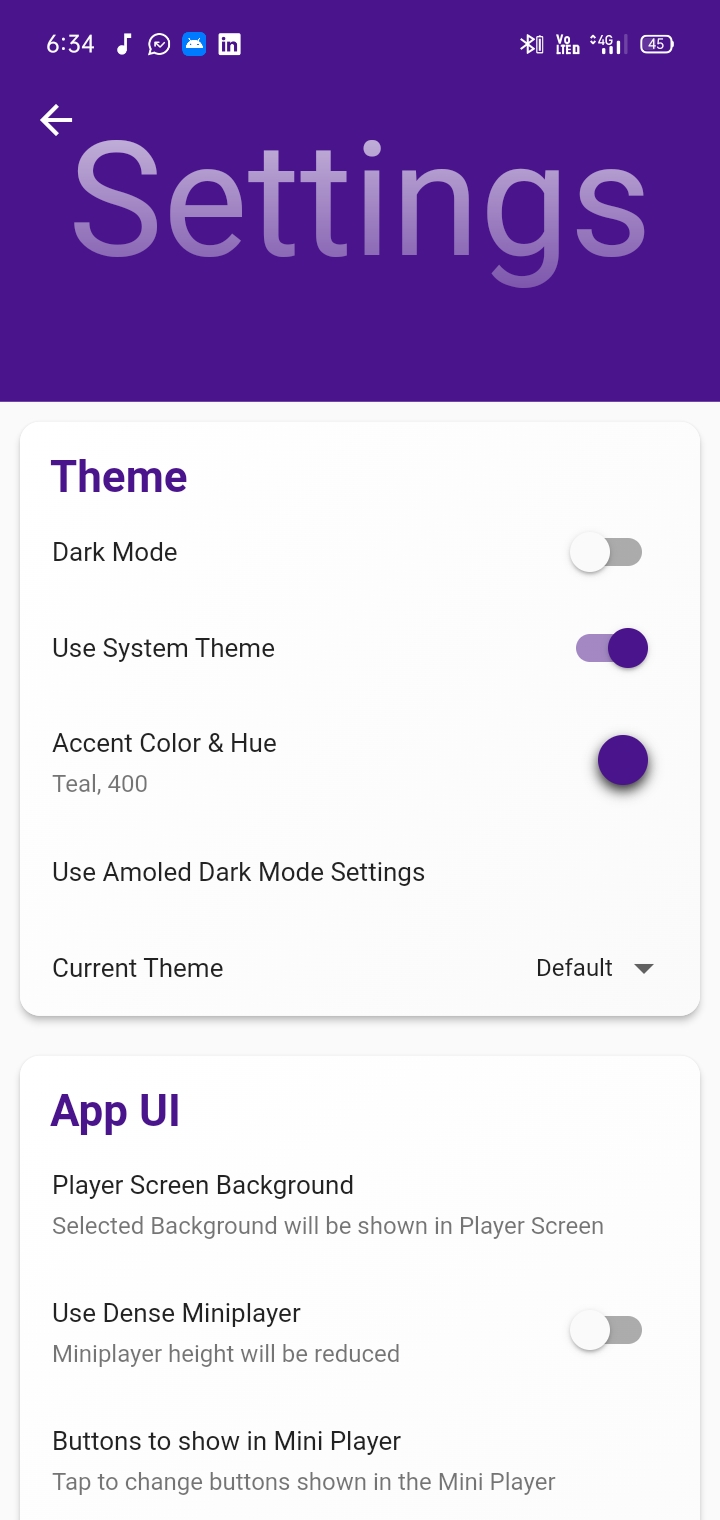 6:34
in
Vo
LTED
4G
45
Settings
Theme
Dark Mode
Use System Theme
Accent Color & Hue
Teal, 400
Use Amoled Dark Mode Settings
Current Theme Default
App UI
Player Screen Background
Selected Background will be shown in Player Screen
Use Dense Miniplayer
Miniplayer height will be reduced
Buttons to show in Mini Player
Tap to change buttons shown in the Mini Player